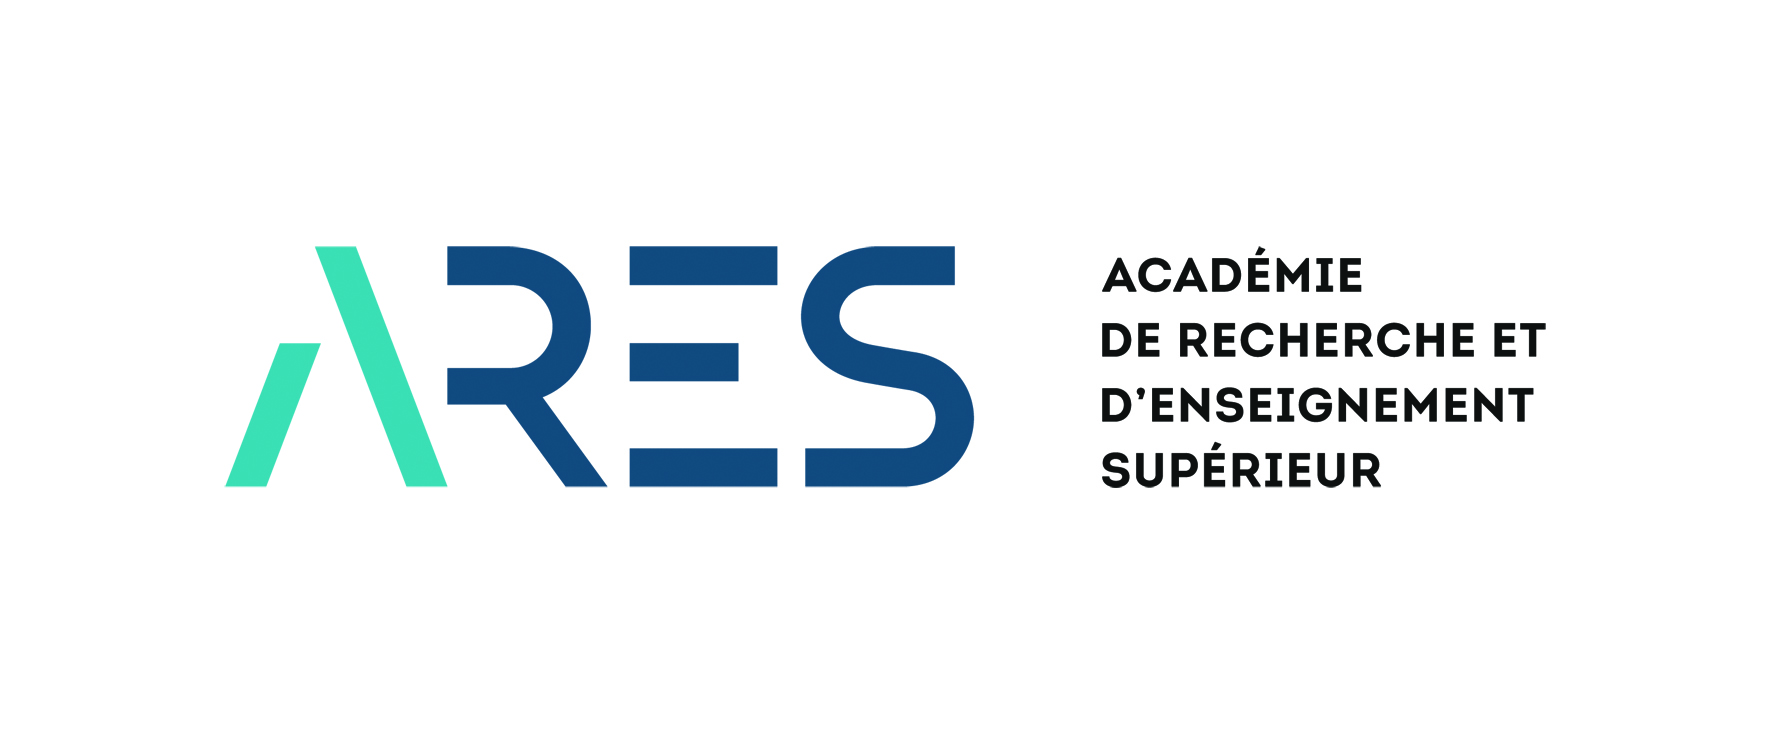 ARES
ACADÉMIE
DE RECHERCHE ET
D’ENSEIGNEMENT
SUPÉRIEUR